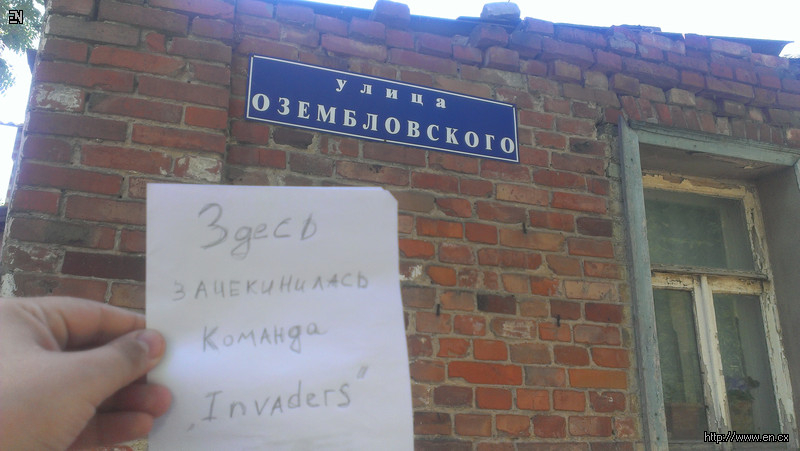 EN
улица
ОЗЕМБЛОВСКОГО
Здесь
зачекинилась
Команда
„Invaders"
http://www.en.cx